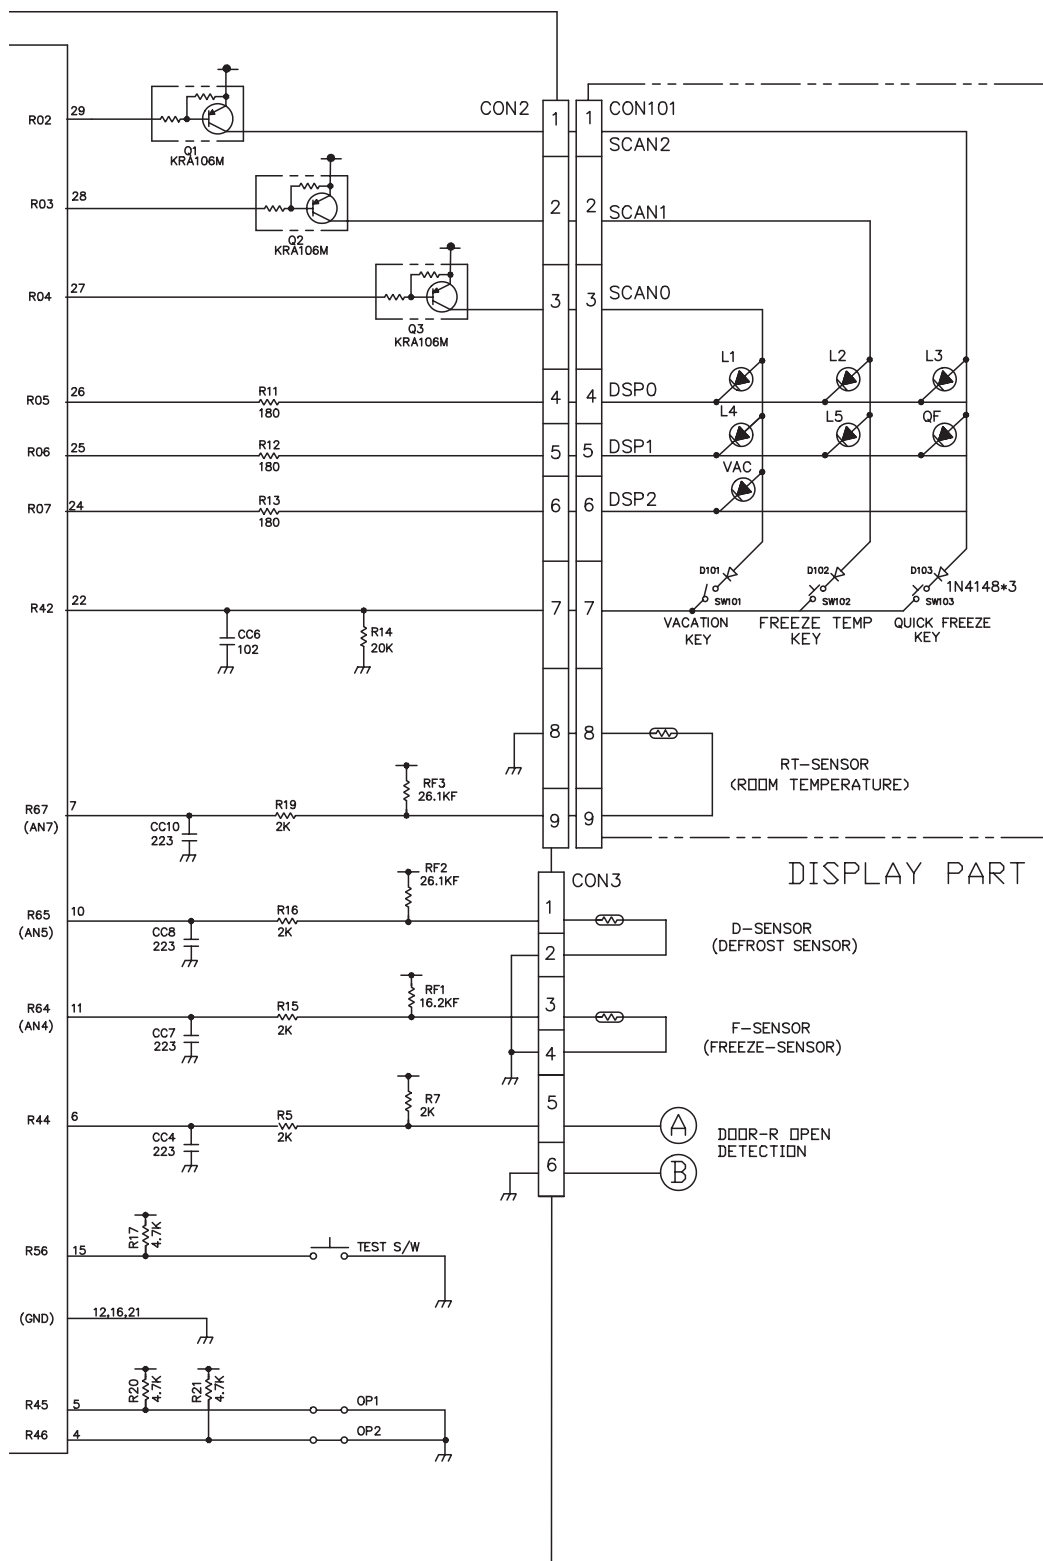 CON2
CON101
R02
29
1
1
Q1
KRA106M
SCAN2
R03
28
2
2
SCAN1
Q2
KRA106M
R04
27
3
3
SCAN0
Q3
KRA106M
L1
L2
L3
R05
26
R11
180
4
4
DSP0
L4
L5
QF
R06
25
R12
180
5
5
DSP1
VAC
R07
24
R13
180
6
6
DSP2
D101
D102
D103
1N4148*3
SW101
SW102
SW103
R42
22
7
7
VACATION
KEY
FREEZE TEMP
KEY
QUICK FREEZE
KEY
CC6
102
R14
20K
8
8
RT-SENSOR
(ROOM TEMPERATURE)
RF3
26.1KF
R67
(AN7)
7
R19
2K
9
9
CC10
223
DISPLAY PART
RF2
26.1KF
CON3
R65
(AN5)
10
R16
2K
1
CC8
223
2
D-SENSOR
(DEFROST SENSOR)
RF1
16.2KF
R64
(AN4)
11
R15
2K
3
CC7
223
4
F-SENSOR
(FREEZE-SENSOR)
R7
2K
5
R44
6
R5
2K
CC4
223
A
DOOR-R OPEN
DETECTION
6
B
R17
4.7K
R56
15
TEST S/W
(GND)
12,16,21
R20
4.7K
R21
4.7K
R45
5
OP1
R46
4
OP2